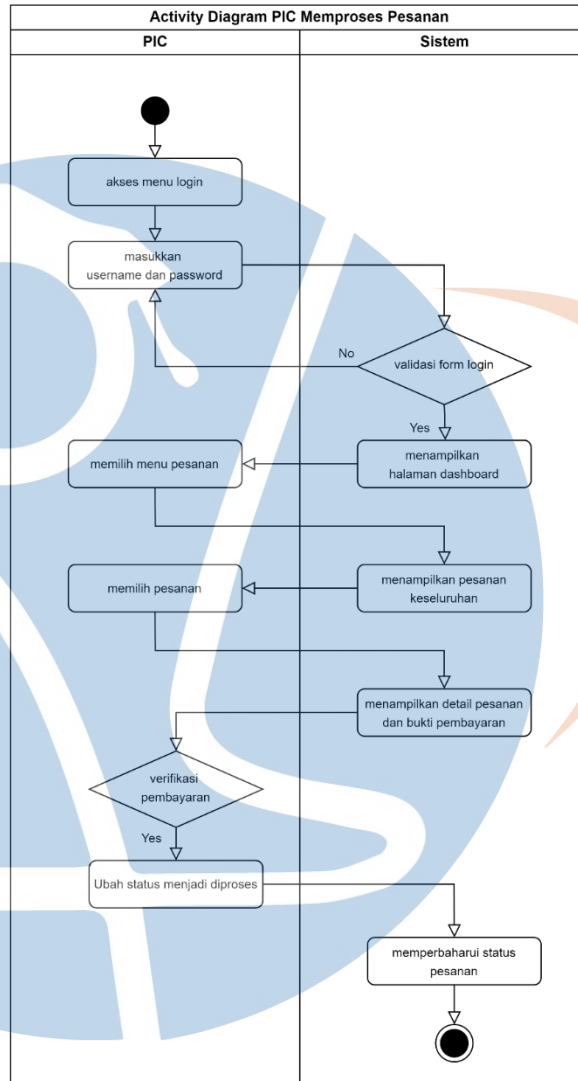 Activity Diagram PIC Memproses Pesanan
PIC
Sistem
akses menu login
masukkan
username dan password
validasi form login
No
Yes
menampilkan
halaman dashboard
memilih menu pesanan
menampilkan pesanan
keseluruhan
memilih pesanan
menampilkan detail pesanan
dan bukti pembayaran
verifikasi
pembayaran
Yes
Ubah status menjadi diproses
memperbaharui status
pesanan